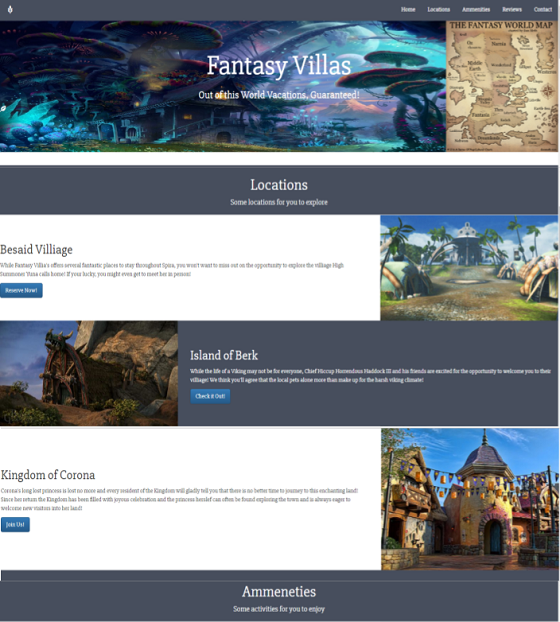 Home Locations Ammenities Reviews Contact
THE FANTASY WORLD MAP
Oz
Narnia
Middle
Earth
Fantasia
Fantasy Villas
Out of this World Vacations, Guaranteed!
Locations
Some locations for you to explore
Besaid Villiage
While Fantasy Villa's offers several fantastic places to stay throughout Spira, you won't want to miss out on the opportunity to explore the village High
Summoner Yuna calls home! If your lucky, you might even get to meet her in person!
Reserve Now!
Island of Berk
While the life of a Viking may not be for everyone, Chief Hiccup Horrendous Haddock III and his friends are excited for the opportunity to welcome you to their
village! We think you'll agree that the local pets alone more than make up for the harsh viking climate!
Check it Out!
Kingdom of Corona
Corona's long lost princess is lost no more and every resident of the Kingdom will gladly tell you that there is no better time to journey to this enchanting land!
Since her return the Kingdom has been filled with joyous celebration and the princess herslef can often be found exploring the town and is always eager to
welcome new visitors into her land!
Join Us!
Ammeneties
Some activities for you to enjoy